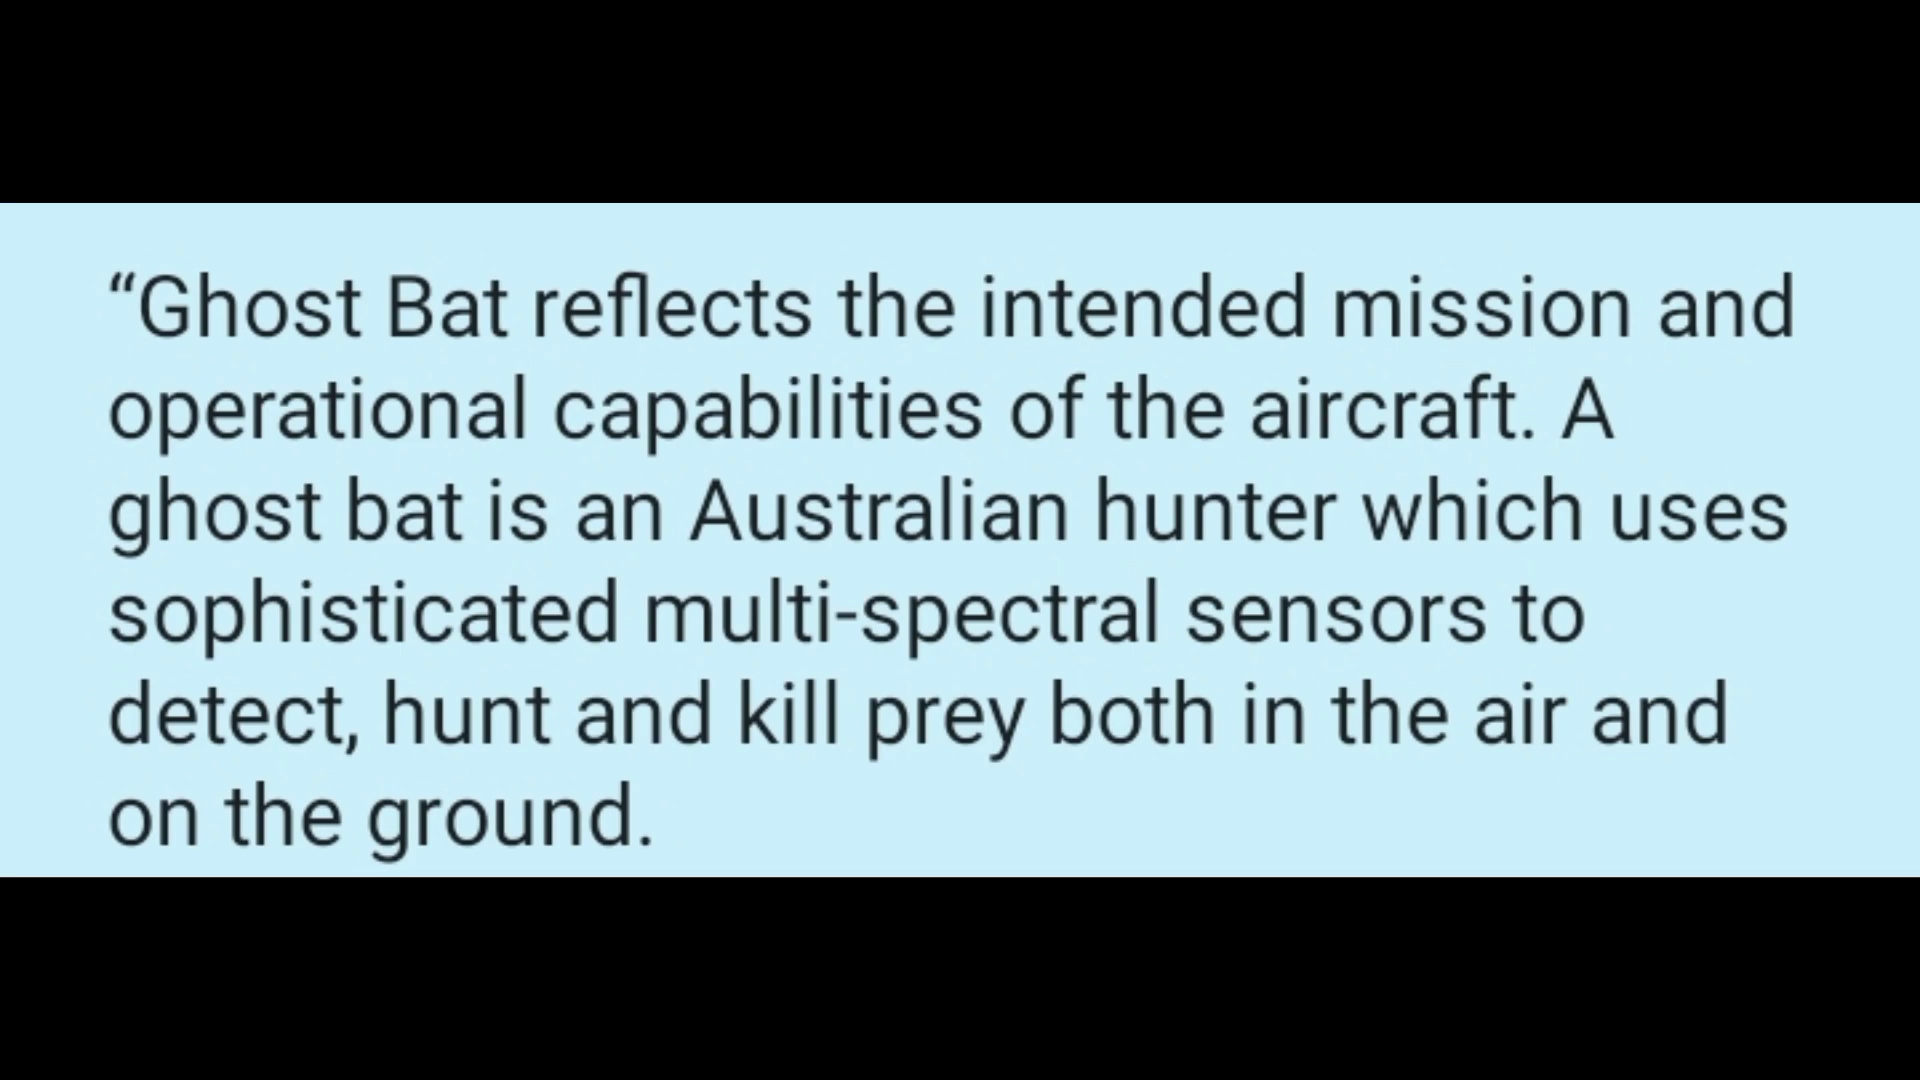 “Ghost Bat reflects the intended mission and
operational capabilities of the aircraft. A
ghost bat is an Australian hunter which uses
sophisticated multi-spectral sensors to
detect, hunt and kill prey both in the air and
on the ground.